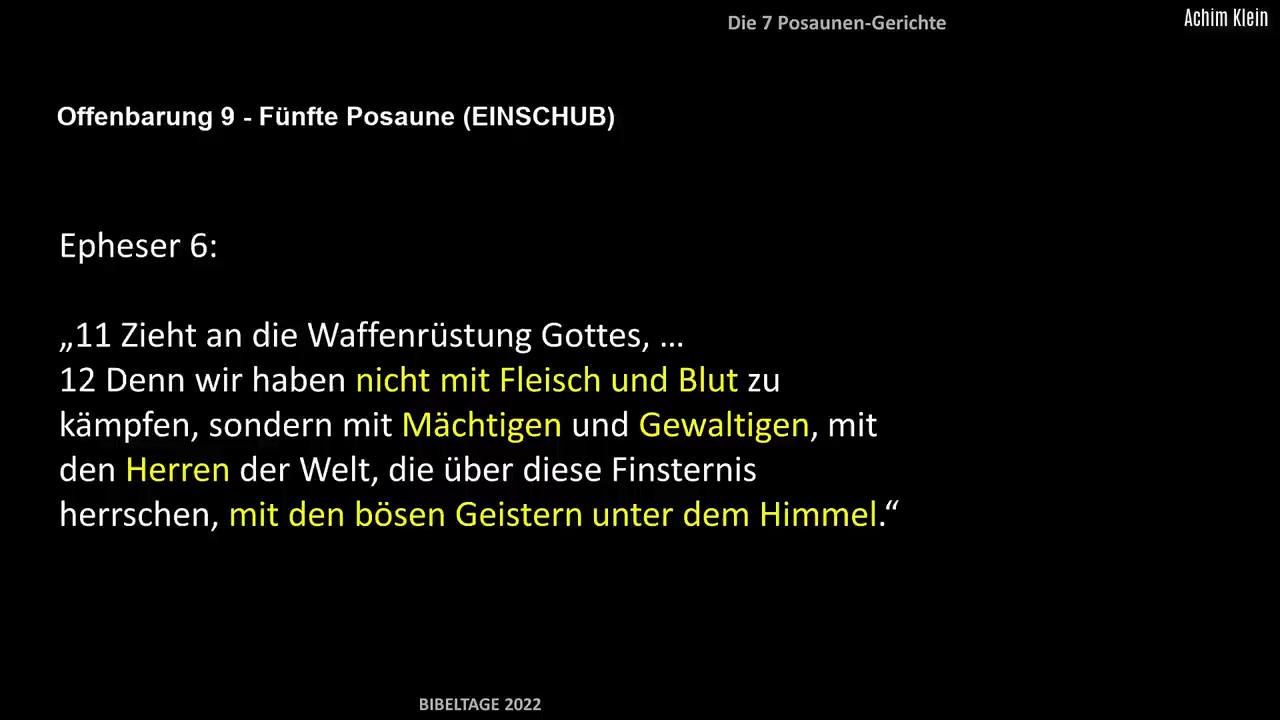 Die 7 Posaunen-Gerichte
Achim Klein
Offenbarung 9 - Fünfte Posaune (EINSCHUB)
Epheser 6:
„11 Zieht an die Waffenrüstung Gottes, ...
12 Denn wir haben nicht mit Fleisch und Blut zu
kämpfen, sondern mit Mächtigen und Gewaltigen, mit
den Herren der Welt, die über diese Finsternis
herrschen, mit den bösen Geistern unter dem Himmel.“
BIBELTAGE 2022